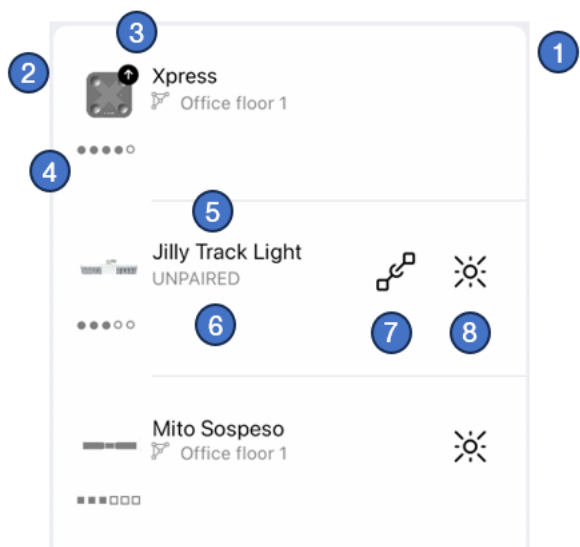 3
1
2
Xpress
Office floor 1
4
5
Jilly Track Light
UNPAIRED
6
7
8
Mito Sospeso
Office floor 1